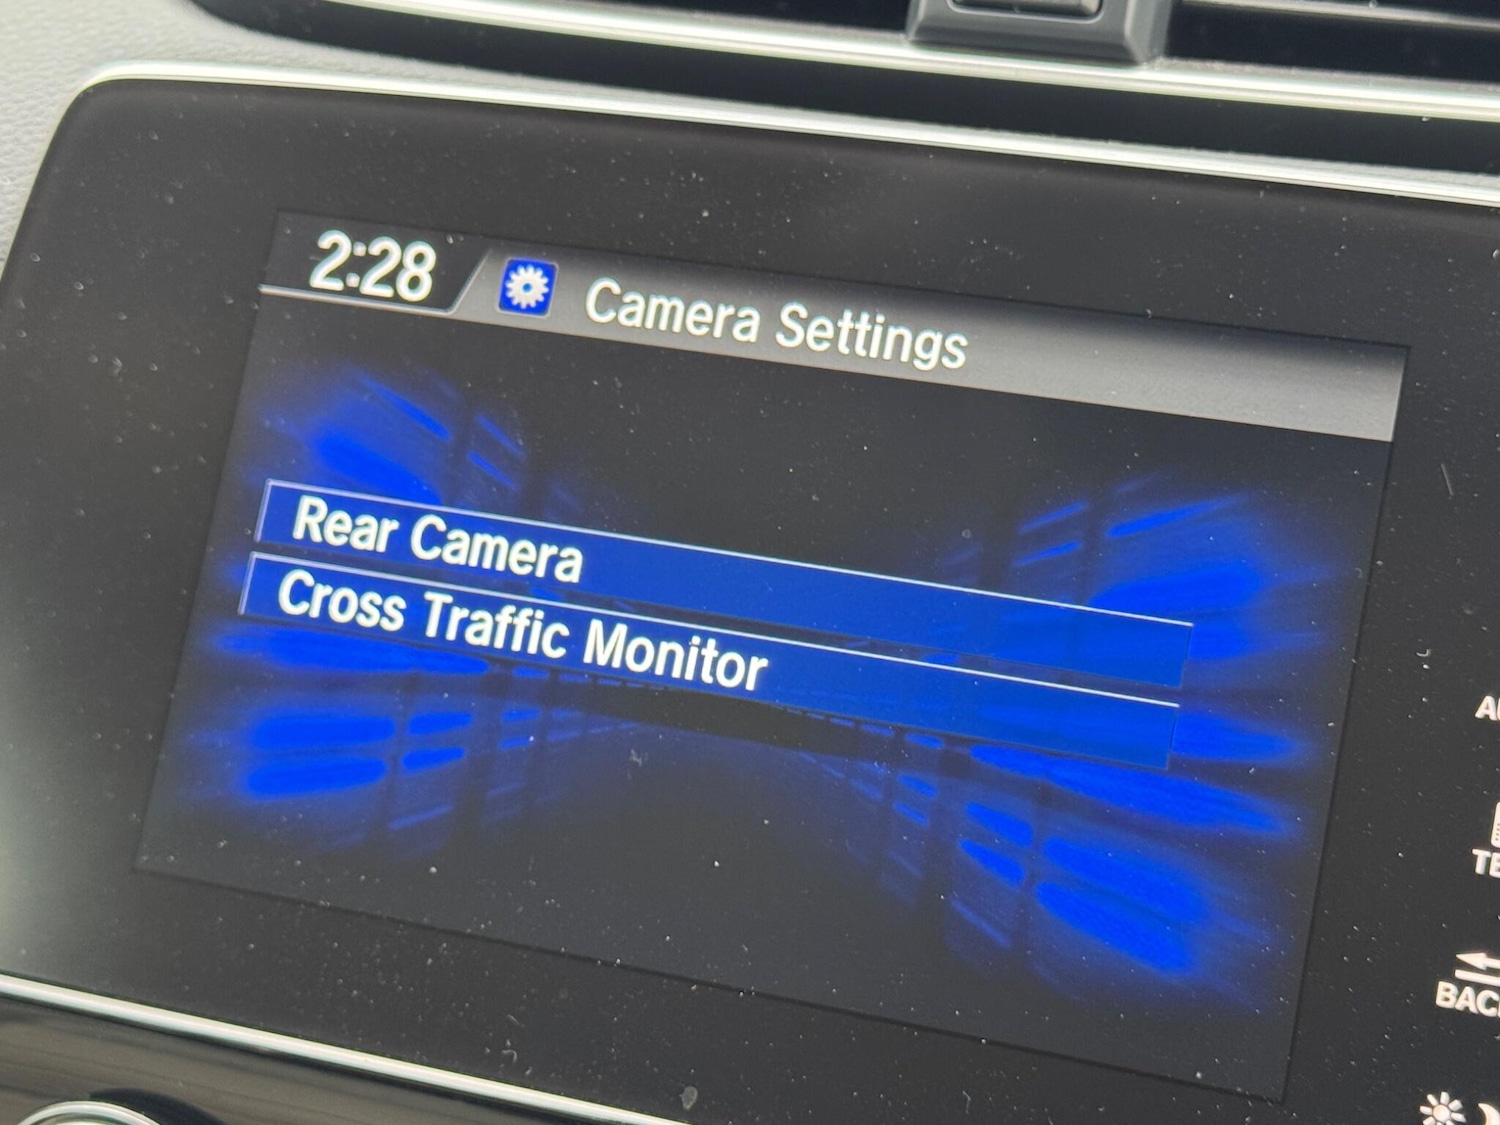 2:28 Camera Settings
Rear Camera
Cross Traffic Monitor